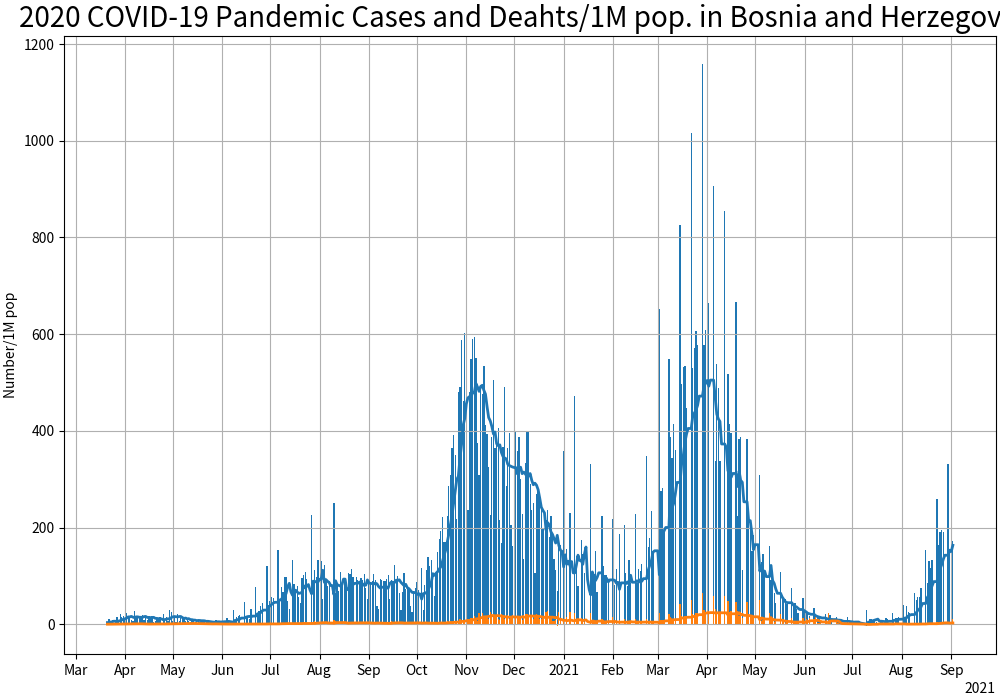 2020 COVID-19 Pandemic Cases and Deahts/1M pop. in Bosnia and Herzegov
1200
1000
800
600
400
200
0
Number/1M pop
Mar Apr May Jun Jul Aug Sep Oct Nov Dec 2021 Feb Mar Apr May Jun Jul Aug Sep
2021